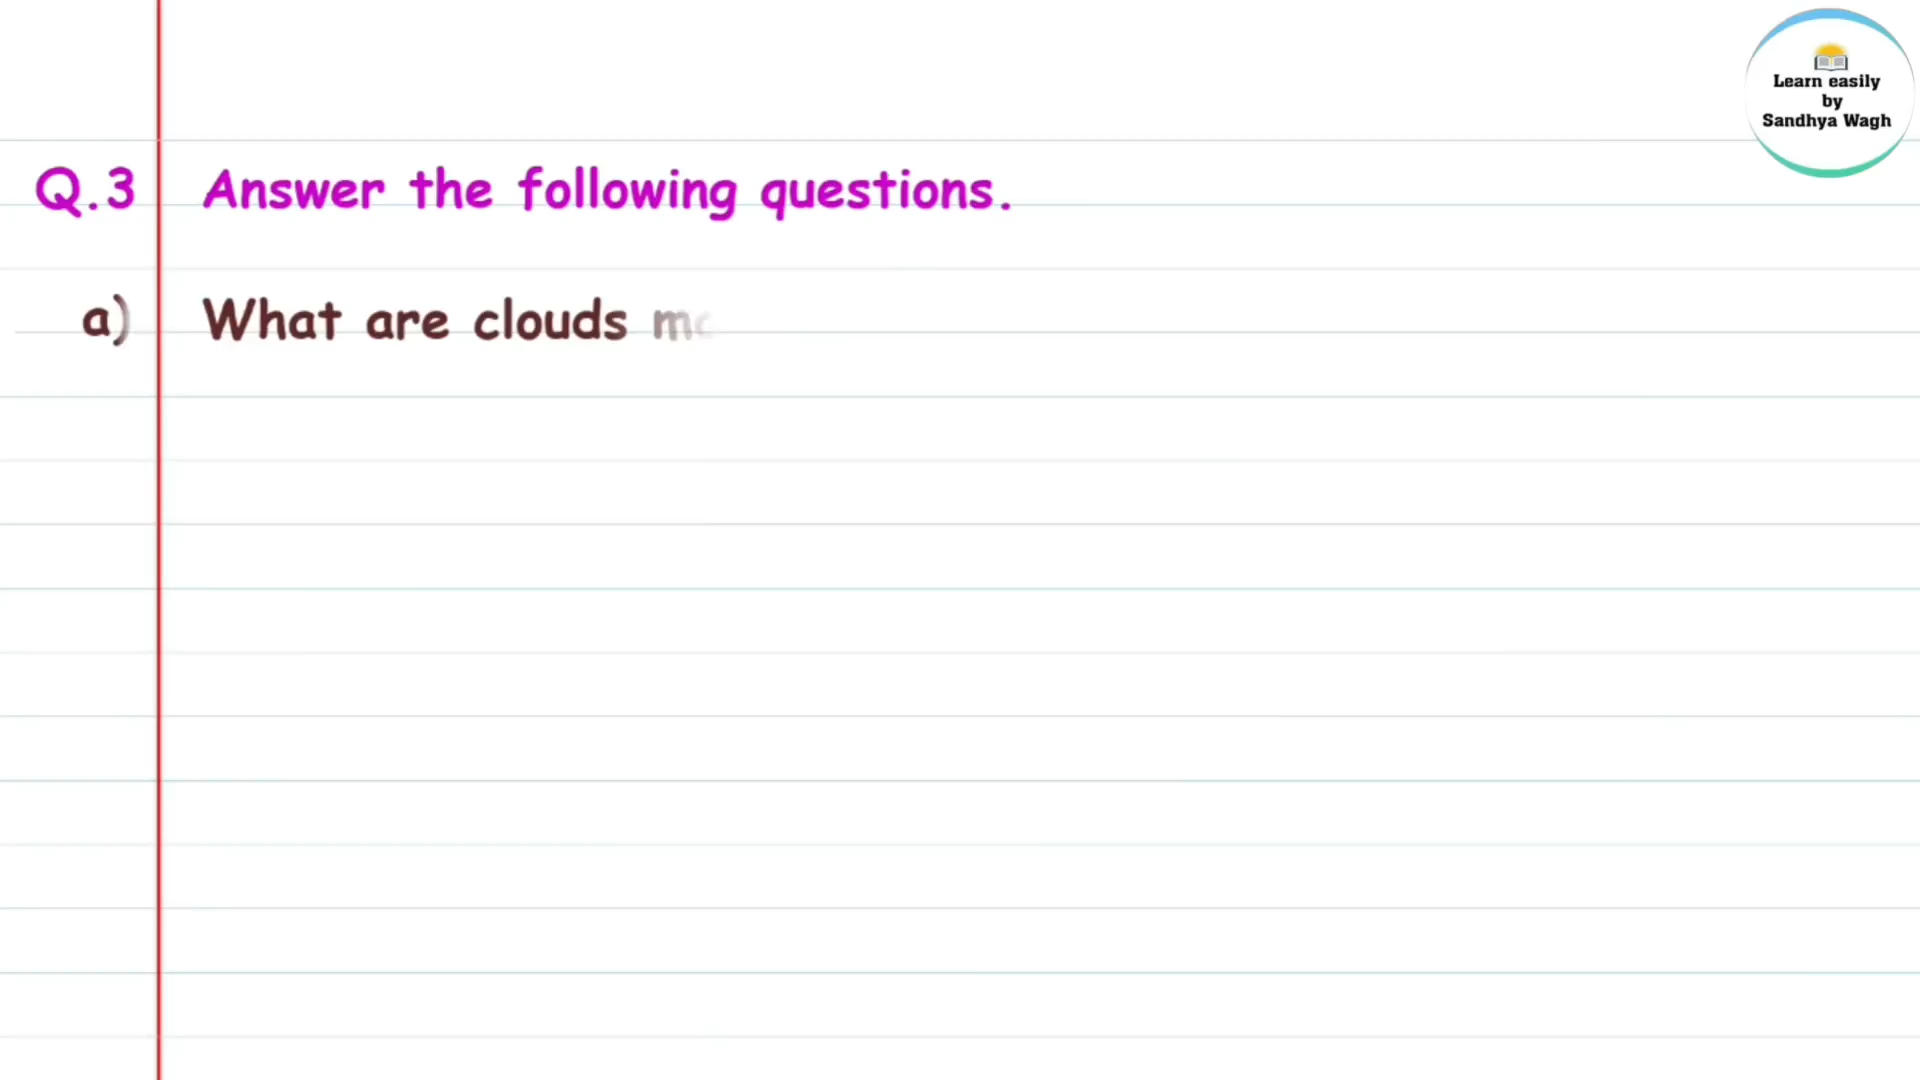 Learn easily
by
Sandhya Wagh
Q.3 Answer the following questions.
a) What are clouds